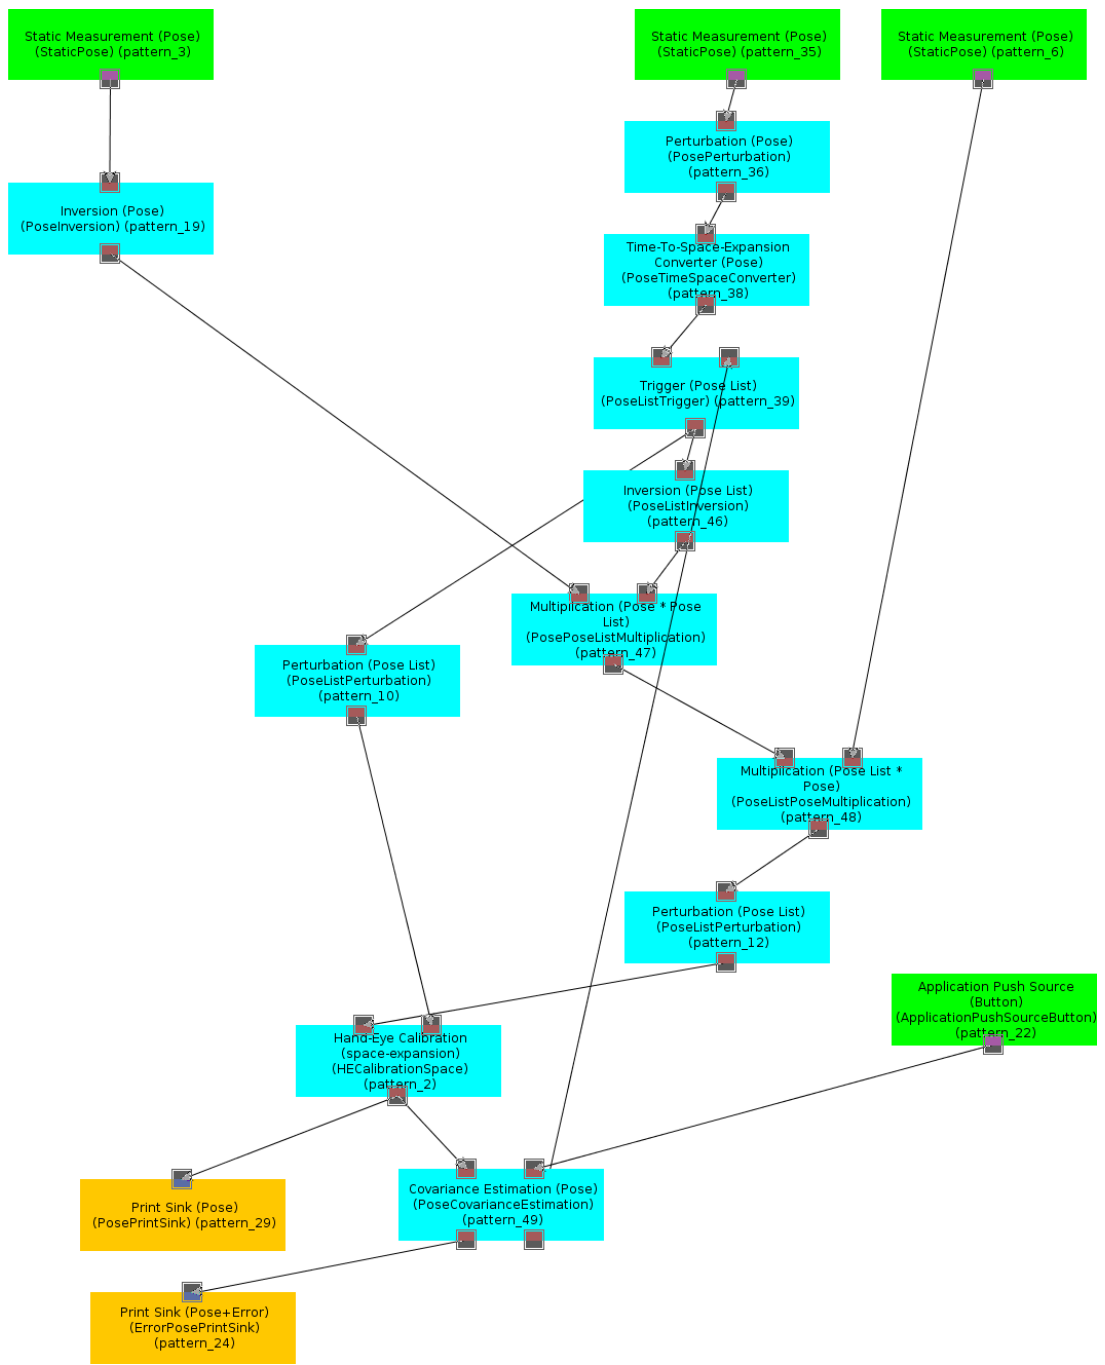 Static Measurement (Pose)
(StaticPose) (pattern_3)
Static Measurement (Pose)
(StaticPose) (pattern_35)
Static Measurement (Pose)
(StaticPose) (pattern_6)
Perturbation (Pose)
(PosePerturbation)
(pattern_36)
Inversion (Pose)
(PoseInversion) (pattern_19)
Time-To-Space-Expansion
Converter (Pose)
(PoseTimeSpaceConverter)
(pattern_38)
Trigger (Pose List)
(PoseListTrigger) (pattern_39)
Inversion (Pose List)
(PoseListInversion)
(pattern_46)
Multiplication (Pose * Pose
List)
(PosePoseListMultiplication)
(pattern_47)
Perturbation (Pose List)
(PoseListPerturbation)
(pattern_10)
Multiplication (Pose List *
Pose)
(PoseListPoseMultiplication)
(pattern_48)
Perturbation (Pose List)
(PoseListPerturbation)
(pattern_12)
Application Push Source
(Button)
(ApplicationPushSourceButton)
(pattern_22)
Hand-Eye Calibration
(space-expansion)
(HECalibrationSpace)
(pattern_2)
Covariance Estimation (Pose)
(PoseCovarianceEstimation)
(pattern_49)
Print Sink (Pose)
(PosePrintSink) (pattern_29)
Print Sink (Pose+Error)
(ErrorPosePrintSink)
(pattern_24)